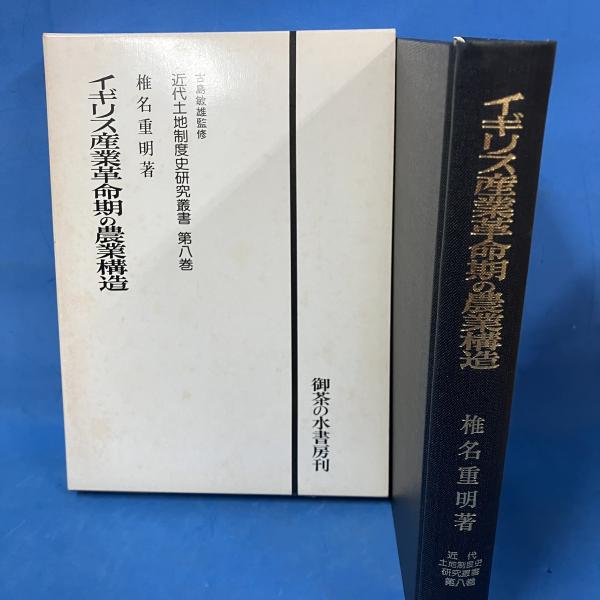 古島敏雄監修
近代土地制度史研究叢書 第八巻
椎名重明著
イギリス産業革命期の農業構造
御茶の水書房刊
イギリス産業革命期の農業構造
椎名重明著
近代
土地制度史
研究叢書
第八巻